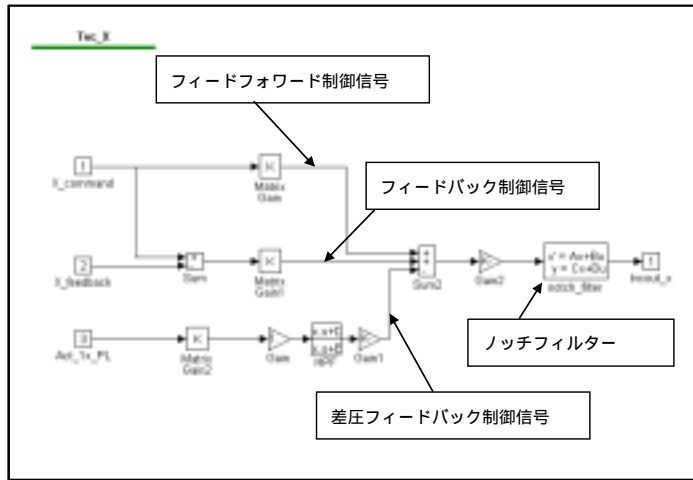 Tec_X
フィードフォワード制御信号
1
X_command
K
Matrix
Gain
フィードバック制御信号
2
X_feedback
Sum
K
Matrix
Gain1
Sum2
Gain2
x' = Ax+Bu
y = Cx+Du
notch_filter
1
3
Act_1x_PL
K
Matrix
Gain2
Gain
HPF
Gain1
ノッチフィルター
差圧フィードバック制御信号